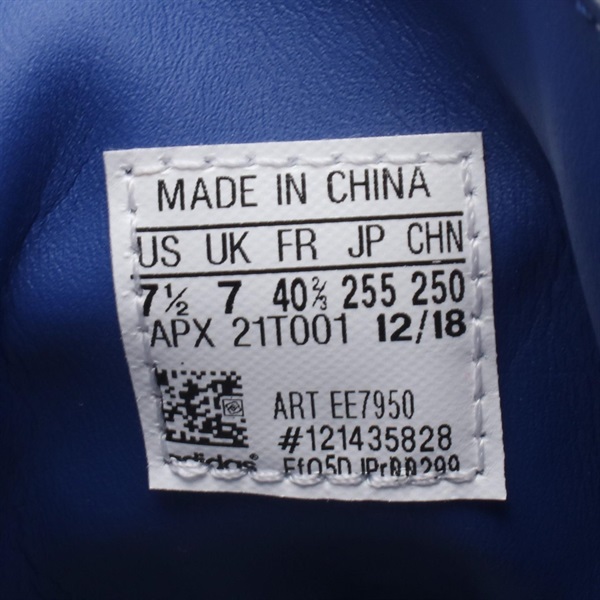 MADE IN CHINA
US UK FR JP CHN
7½ 7 40⅔ 255 250
APX 21T001 12/18
ART EE7950
#121435828
adidas